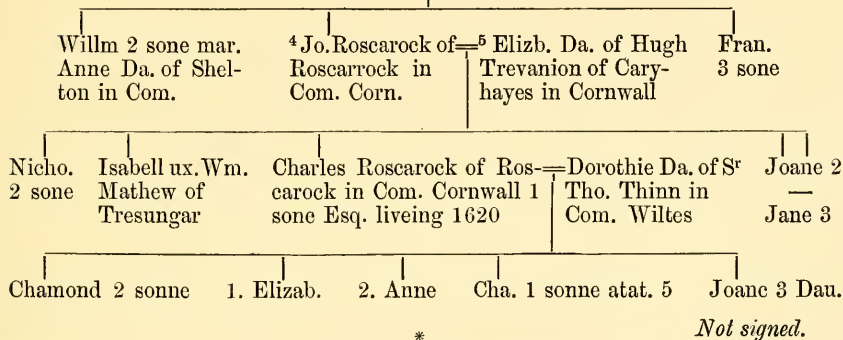 Willm 2 sone mar.
Anne Da. of Shel-
ton in Com.
⁴ Jo. Roscarock of
Roscarrock in
Com. Corn.
⁵ Elizb. Da. of Hugh
Trevanion of Cary-
hayes in Cornwall
Fran.
3 sone
Nicho.
2 sone
Isabell ux. Wm.
Mathew of
Tresungar
Charles Roscarock of Ros-
carock in Com. Cornwall 1
sone Esq. liveing 1620
Dorothie Da. of Sʳ
Tho. Thinn in
Com. Wiltes
Joane 2
—
Jane 3
Chamond 2 sonne
1. Elizab.
2. Anne
Cha. 1 sonne atat. 5
Joane 3 Dau.
Not signed.
*